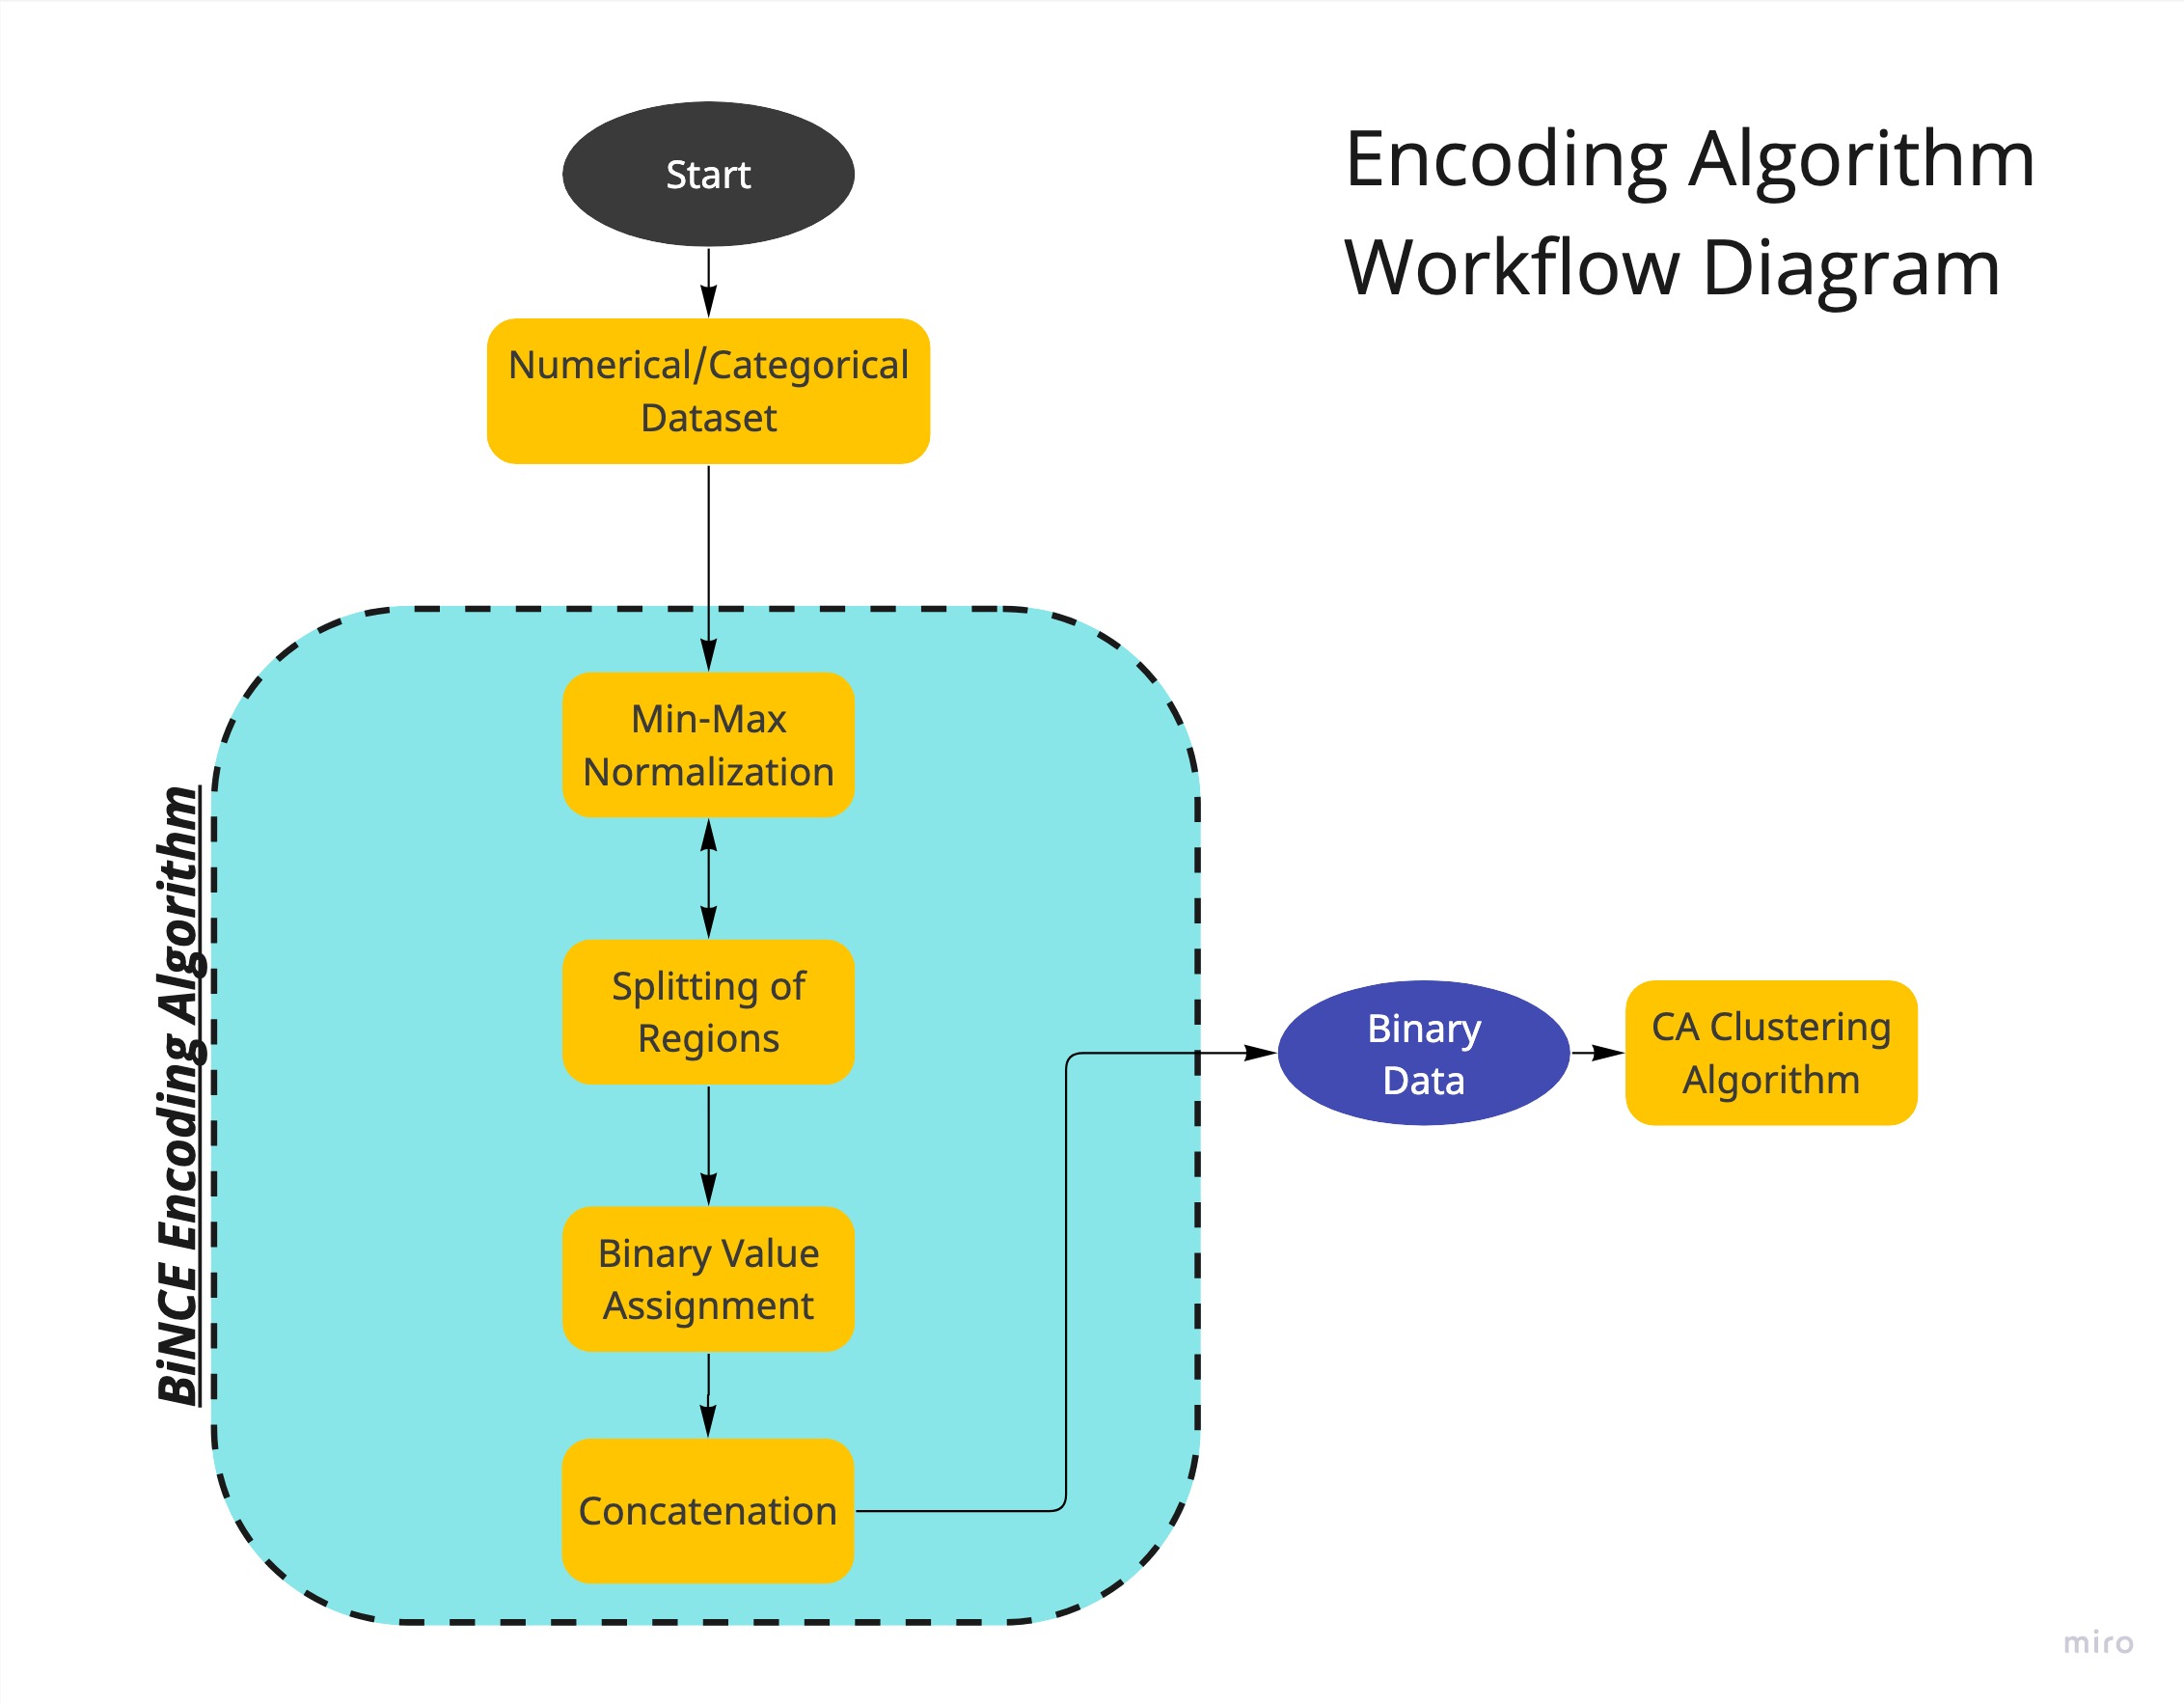 Encoding Algorithm
Workflow Diagram
Start
Numerical/Categorical
Dataset
BiNCE Encoding Algorithm
Min-Max
Normalization
Splitting of
Regions
Binary Value
Assignment
Concatenation
Binary
Data
CA Clustering
Algorithm
miro